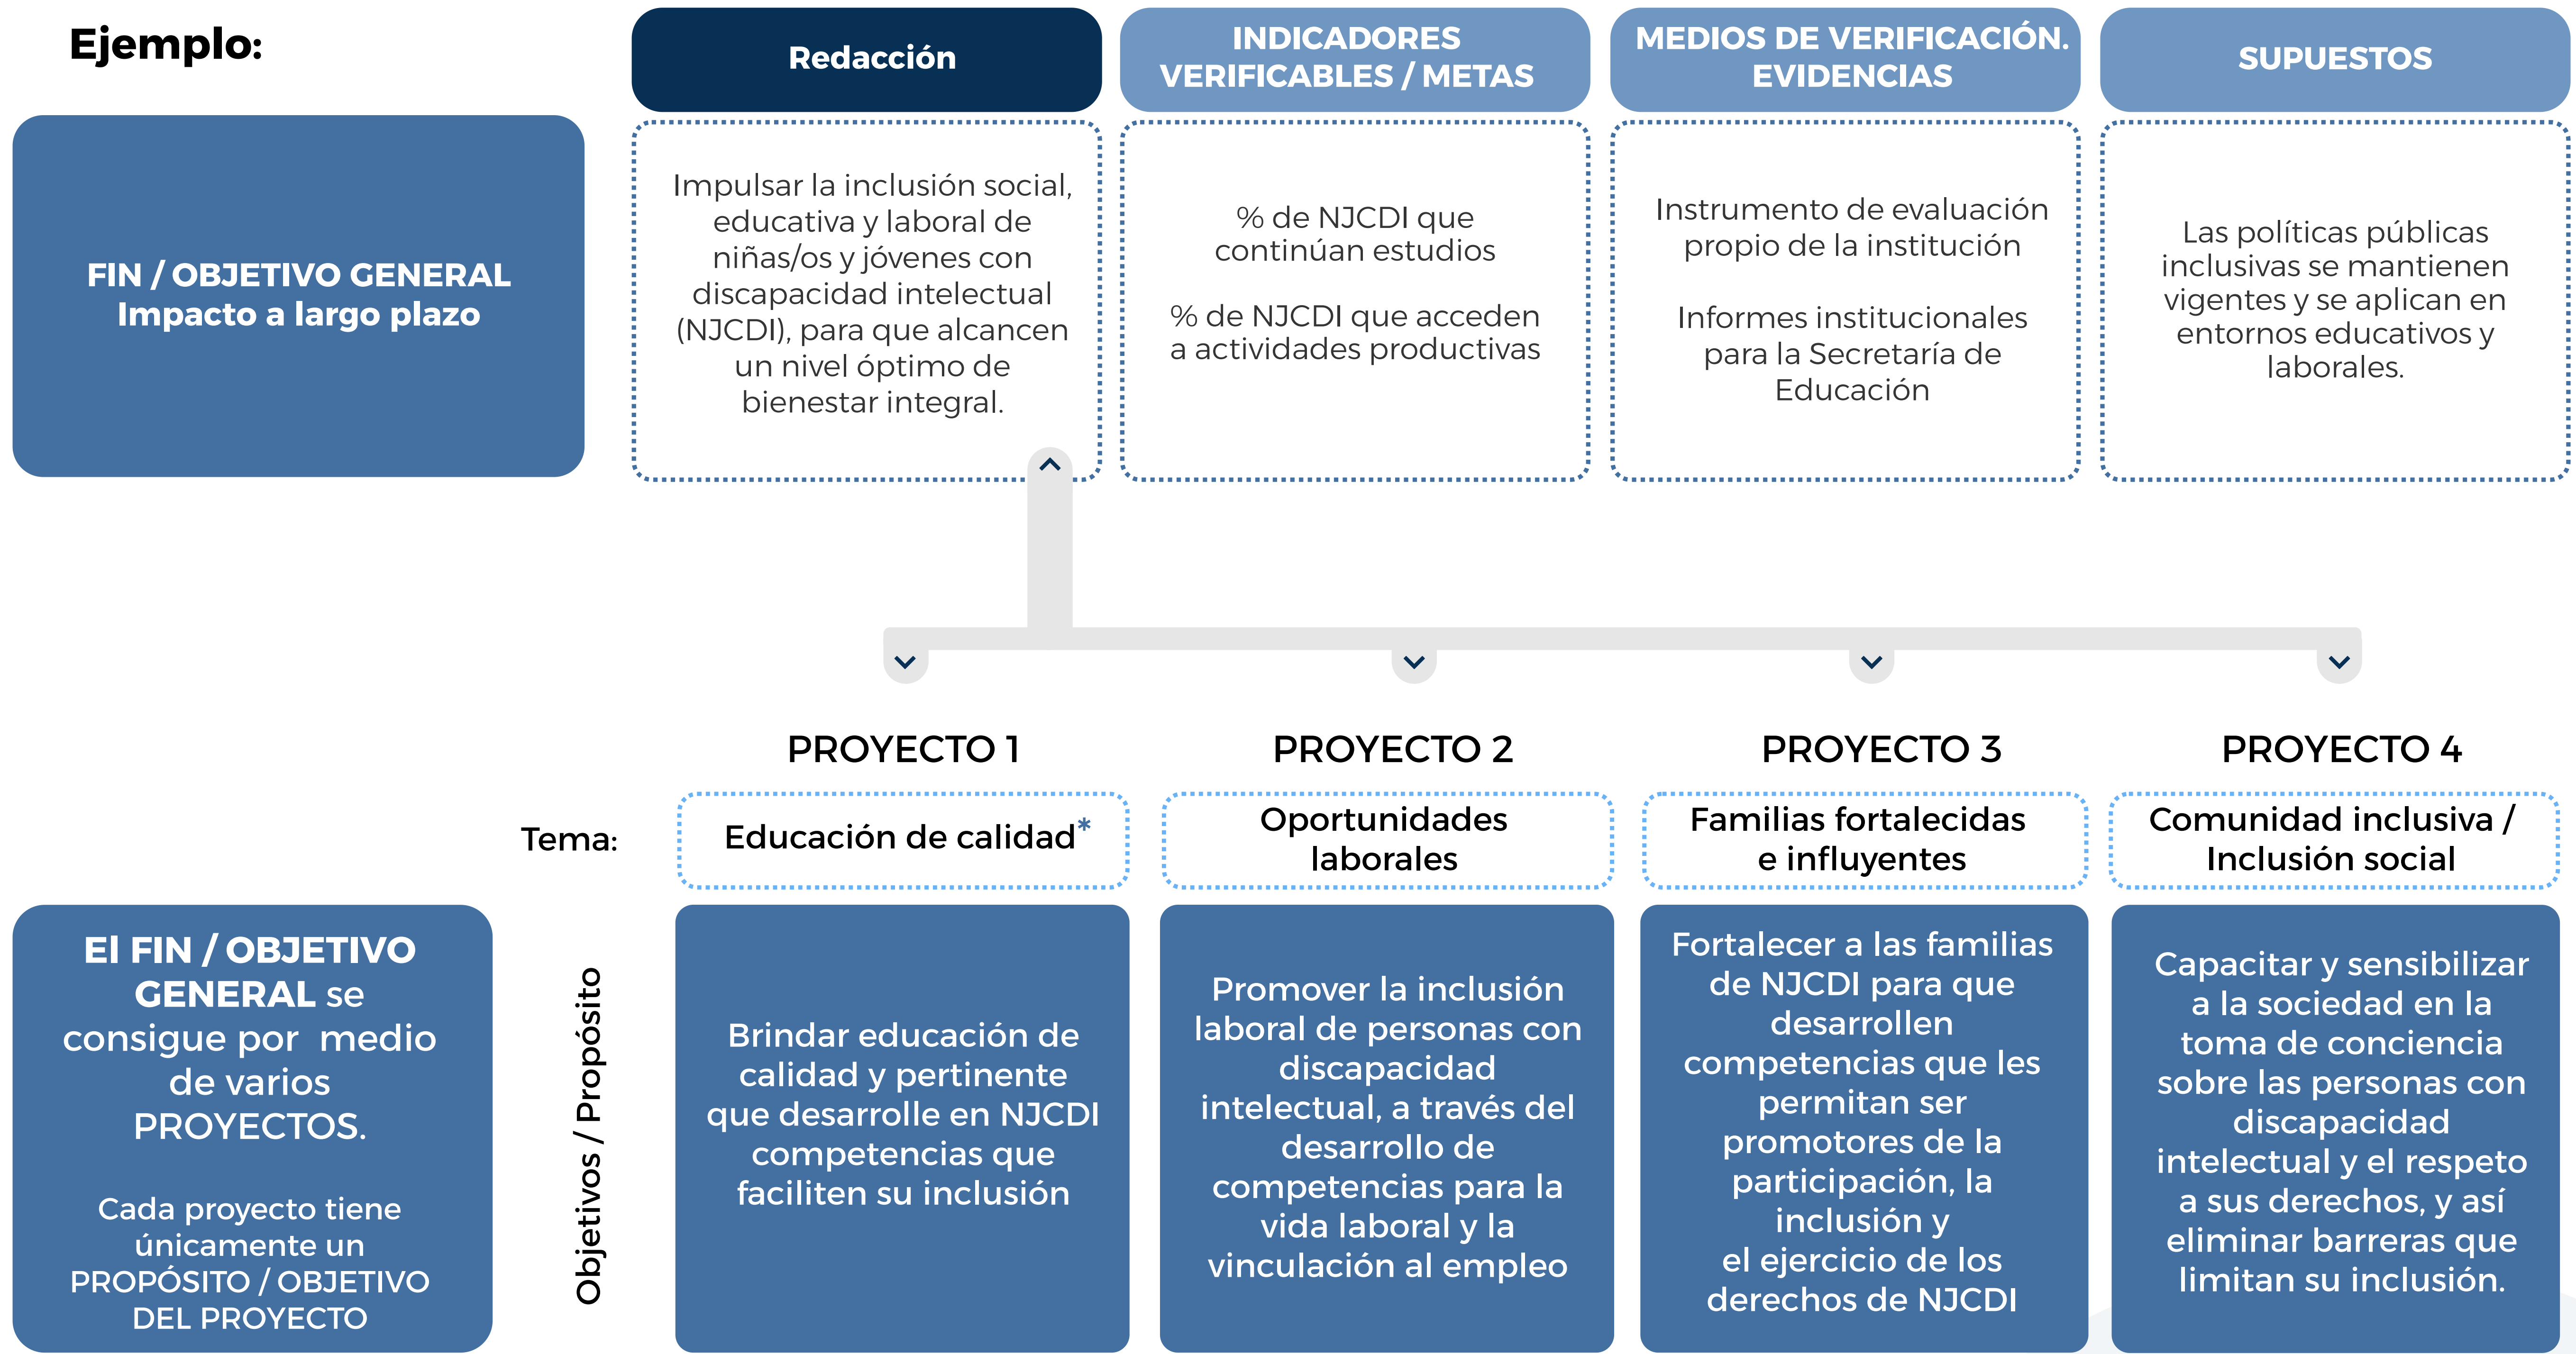 Ejemplo:
Redacción
INDICADORES
VERIFICABLES / METAS
MEDIOS DE VERIFICACIÓN.
EVIDENCIAS
SUPUESTOS
FIN / OBJETIVO GENERAL
Impacto a largo plazo
Impulsar la inclusión social,
educativa y laboral de
niñas/os y jóvenes con
discapacidad intelectual
(NJCDI), para que alcancen
un nivel óptimo de
bienestar integral.
% de NJCDI que
continúan estudios
% de NJCDI que acceden
a actividades productivas
Instrumento de evaluación
propio de la institución
Informes institucionales
para la Secretaría de
Educación
Las políticas públicas
inclusivas se mantienen
vigentes y se aplican en
entornos educativos y
laborales.
PROYECTO 1
PROYECTO 2
PROYECTO 3
PROYECTO 4
Tema:
Educación de calidad*
Oportunidades
laborales
Familias fortalecidas
e influyentes
Comunidad inclusiva /
Inclusión social
El FIN / OBJETIVO
GENERAL se
consigue por medio
de varios
PROYECTOS.
Cada proyecto tiene
únicamente un
PROPÓSITO / OBJETIVO
DEL PROYECTO
Objetivos / Propósito
Brindar educación de
calidad y pertinente
que desarrolle en NJCDI
competencias que
faciliten su inclusión
Promover la inclusión
laboral de personas con
discapacidad
intelectual, a través del
desarrollo de
competencias para la
vida laboral y la
vinculación al empleo
Fortalecer a las familias
de NJCDI para que
desarrollen
competencias que les
permitan ser
promotores de la
participación, la
inclusión y
el ejercicio de los
derechos de NJCDI
Capacitar y sensibilizar
a la sociedad en la
toma de conciencia
sobre las personas con
discapacidad
intelectual y el respeto
a sus derechos, y así
eliminar barreras que
limitan su inclusión.